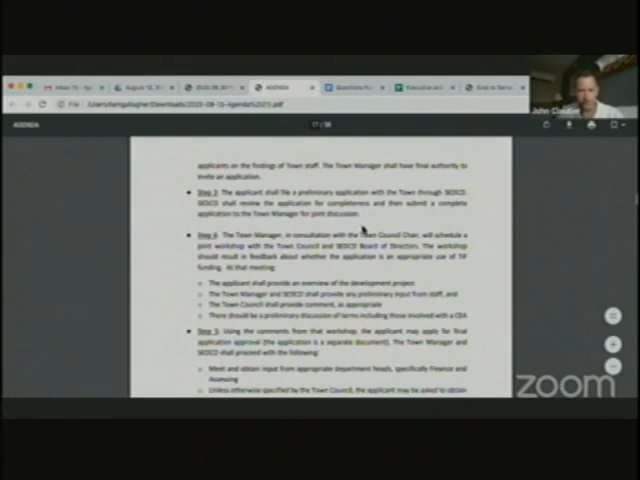 Inbox
August
AGENDA
Questions
Executive
File
AGENDA
17 / 38
John
applicants on the findings of Town staff. The Town Manager shall have final authority to
invite an application.
• Step 3: The applicant shall file a preliminary application with the Town through SEDCO.
SEDCO shall review the application for completeness and then submit a complete
application to the Town Manager for joint discussion.
• Step 4: The Town Manager, in consultation with the Town Council Chair, will schedule a
joint workshop with the Town Council and SEDCO Board of Directors. The workshop
should result in feedback about whether the application is an appropriate use of TIF
funding. At that meeting:
o The applicant shall provide an overview of the development project
o The Town Manager and SEDCO shall provide any preliminary input from staff, and
o The Town Council shall provide comment, as appropriate
o There should be a preliminary discussion of terms including those involved with a CEA
• Step 5: Using the comments from that workshop, the applicant may apply for final
application approval (the application is a separate document). The Town Manager and
SEDCO shall proceed with the following:
o Meet and obtain input from appropriate department heads, specifically Finance and
Assessing
o Unless otherwise specified by the Town Council, the applicant may be asked to obtain
zoom